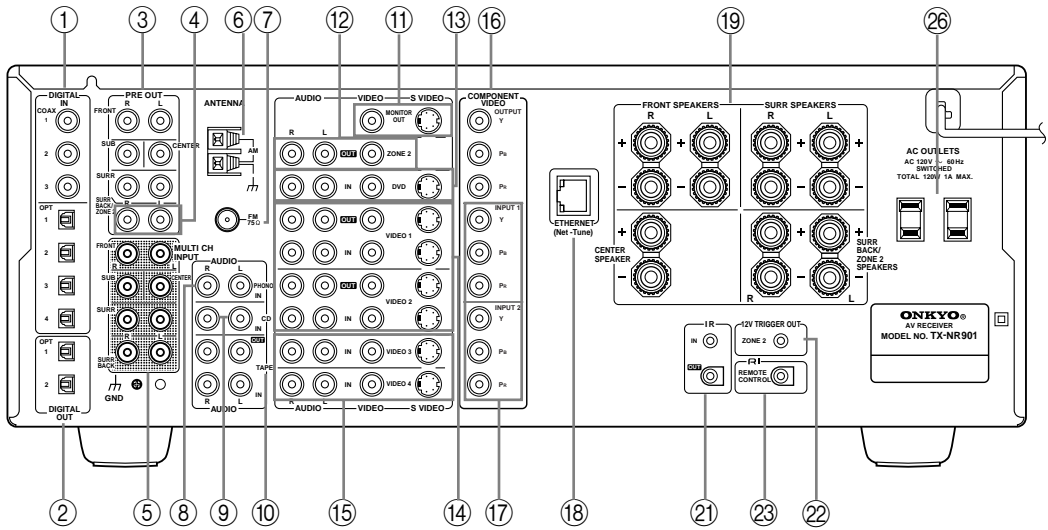 1 3 4 6 7 12 11 13 16 19 26
DIGITAL
IN
COAX
1
2
3
OPT
1
2
3
4
OPT
1
2
DIGITAL
OUT
PRE OUT
R L
FRONT
SUB
CENTER
SURR
R L
SURR
BACK/
ZONE 2
MULTI CH
INPUT
FRONT
R L
SUB
CENTER
SURR
R L
SURR
BACK
GND
ANTENNA
AM
FM
75Ω
AUDIO
R L
PHONO
IN
CD
IN
OUT
TAPE
IN
R L
AUDIO
AUDIO VIDEO S VIDEO
MONITOR
OUT
R L
OUT ZONE 2
IN DVD
OUT
VIDEO 1
IN
OUT
VIDEO 2
IN
IN VIDEO 3
IN VIDEO 4
R L
AUDIO VIDEO S VIDEO
COMPONENT
VIDEO
OUTPUT
Y
PB
PR
INPUT 1
Y
PB
PR
INPUT 2
Y
PB
PR
ETHERNET
(Net -Tune)
FRONT SPEAKERS
R L
+ +
– –
SURR SPEAKERS
R L
+ +
– –
CENTER
SPEAKER
+
–
+ +
– –
SURR
BACK/
ZONE 2
SPEAKERS
R L
IR
IN
OUT
12V TRIGGER OUT
ZONE 2
RI
REMOTE
CONTROL
AC OUTLETS
AC 120V ~ 60Hz
SWITCHED
TOTAL 120W 1A MAX.
ONKYO®
AV RECEIVER
MODEL NO. TX-NR901
2 5 8 9 10 15 14 17 18 21 23 22